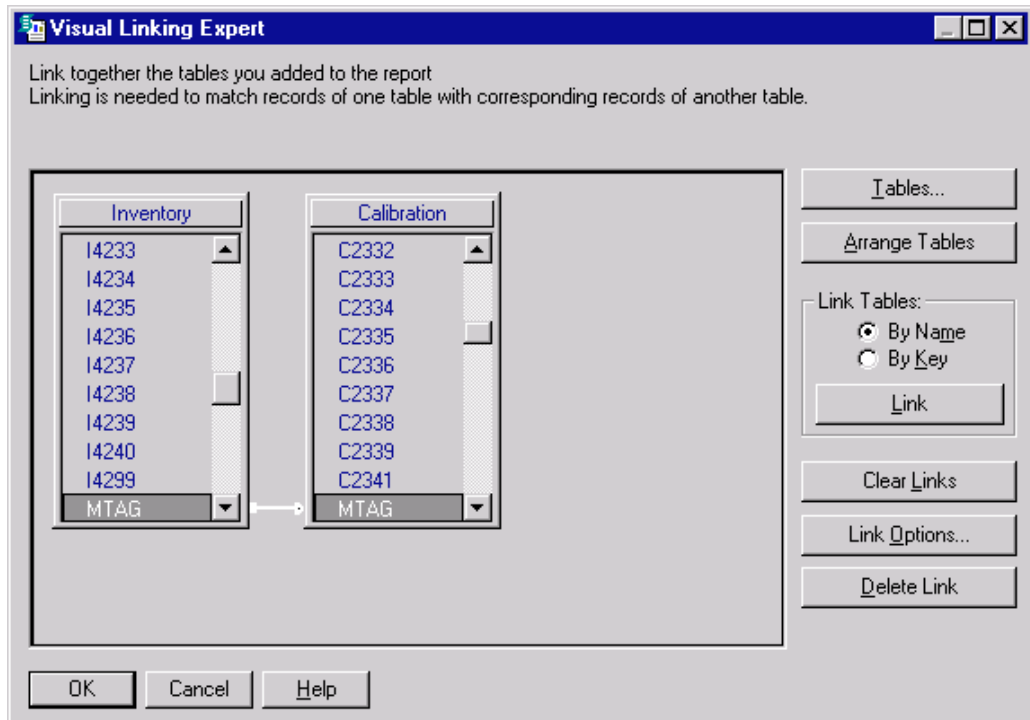 Visual Linking Expert
Link together the tables you added to the report
Linking is needed to match records of one table with corresponding records of another table.
Inventory
I4233
I4234
I4235
I4236
I4237
I4238
I4239
I4240
I4299
MTAG
Calibration
C2332
C2333
C2334
C2335
C2336
C2337
C2338
C2339
C2341
MTAG
Tables...
Arrange Tables
Link Tables:
By Name
By Key
Link
Clear Links
Link Options...
Delete Link
OK
Cancel
Help